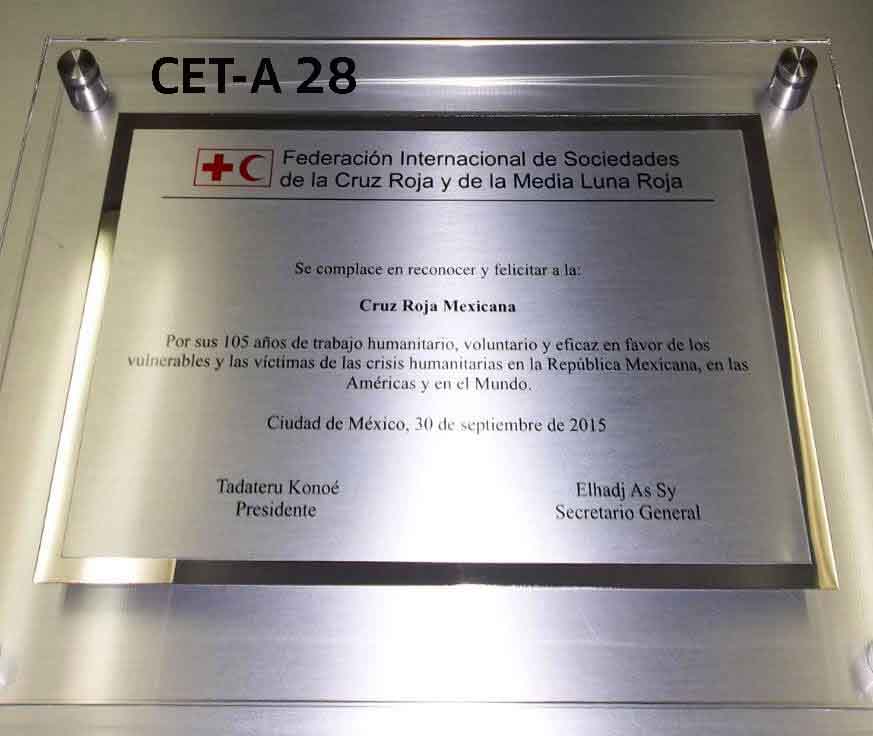 CET-A 28
Federación Internacional de Sociedades
de la Cruz Roja y de la Media Luna Roja
Se complace en reconocer y felicitar a la:
Cruz Roja Mexicana
Por sus 105 años de trabajo humanitario, voluntario y eficaz en favor de los
vulnerables y las víctimas de las crisis humanitarias en la República Mexicana, en las
Américas y en el Mundo.
Ciudad de México, 30 de septiembre de 2015
Tadateru Konoé
Presidente
Elhadj As Sy
Secretario General